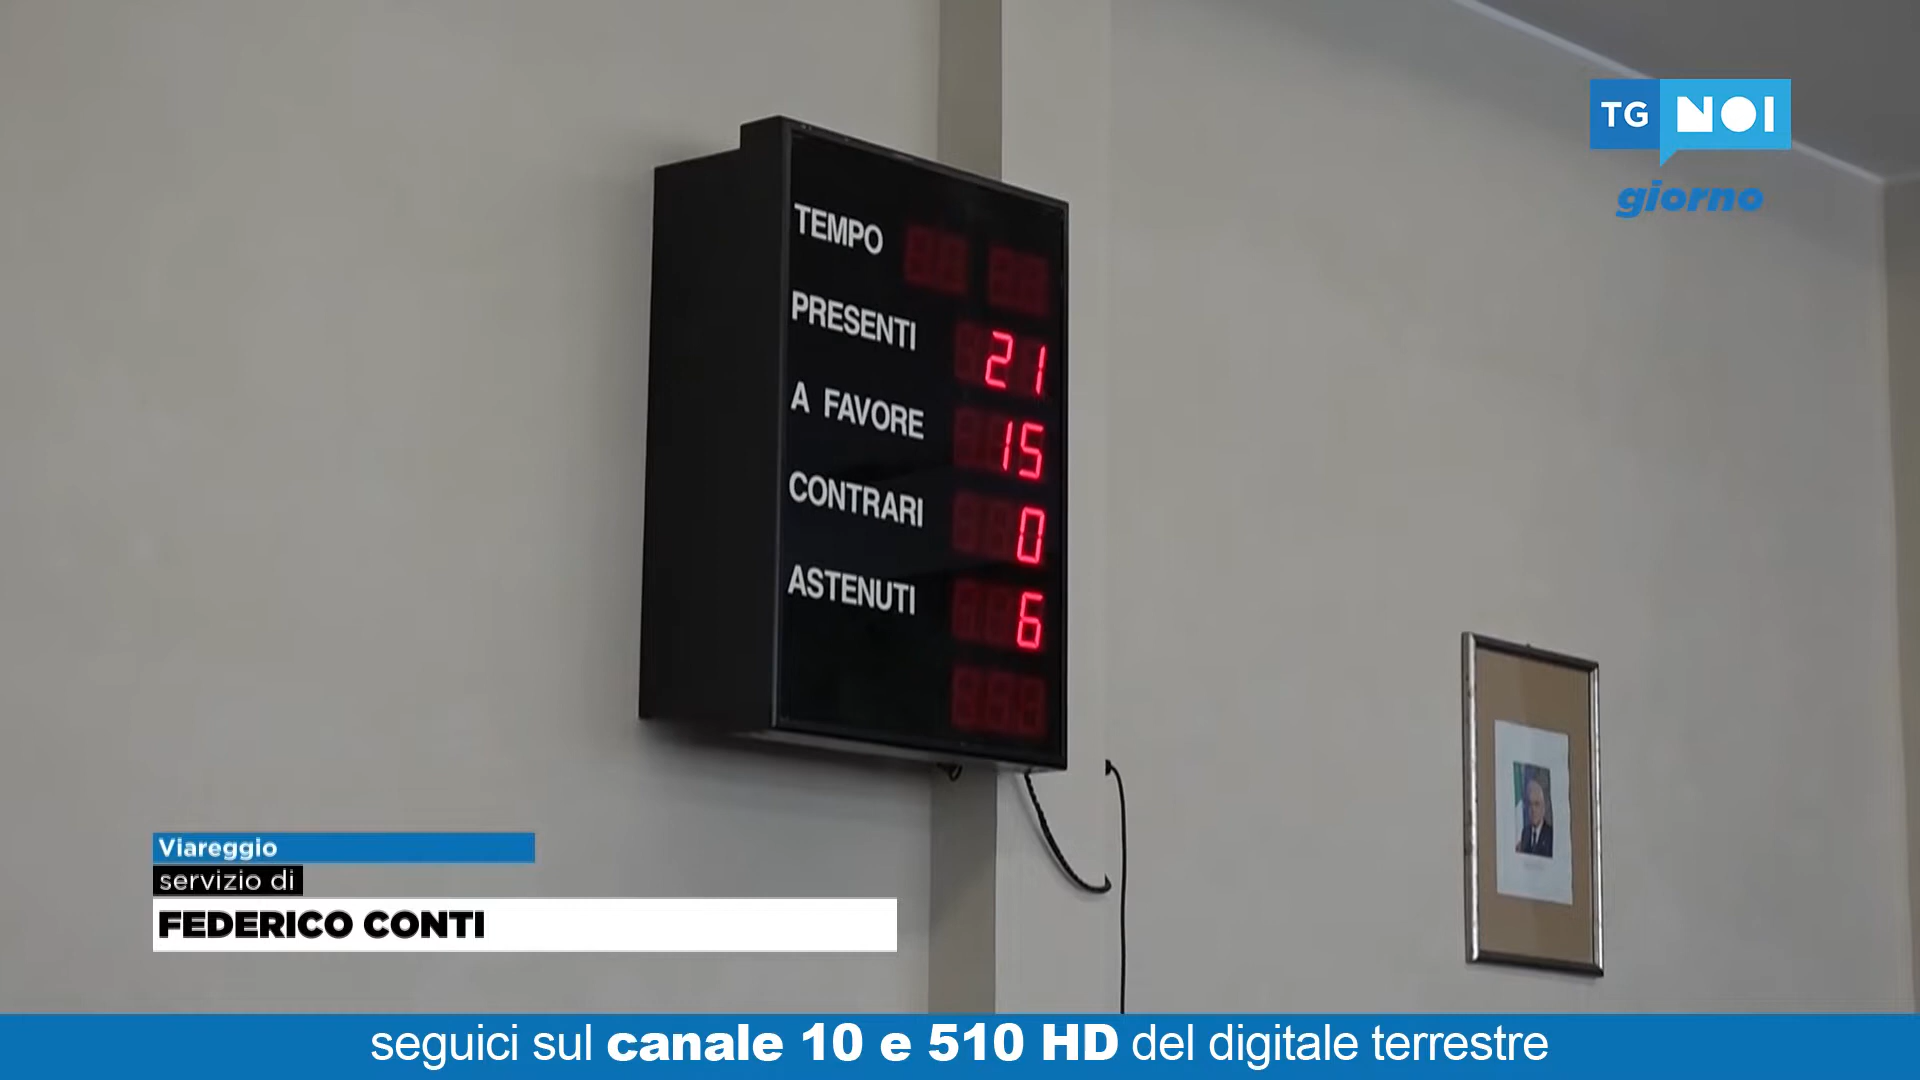 TG NOI
giorno
TEMPO
PRESENTI 21
A FAVORE 15
CONTRARI 0
ASTENUTI 6
Viareggio
servizio di
FEDERICO CONTI
seguici sul canale 10 e 510 HD del digitale terrestre